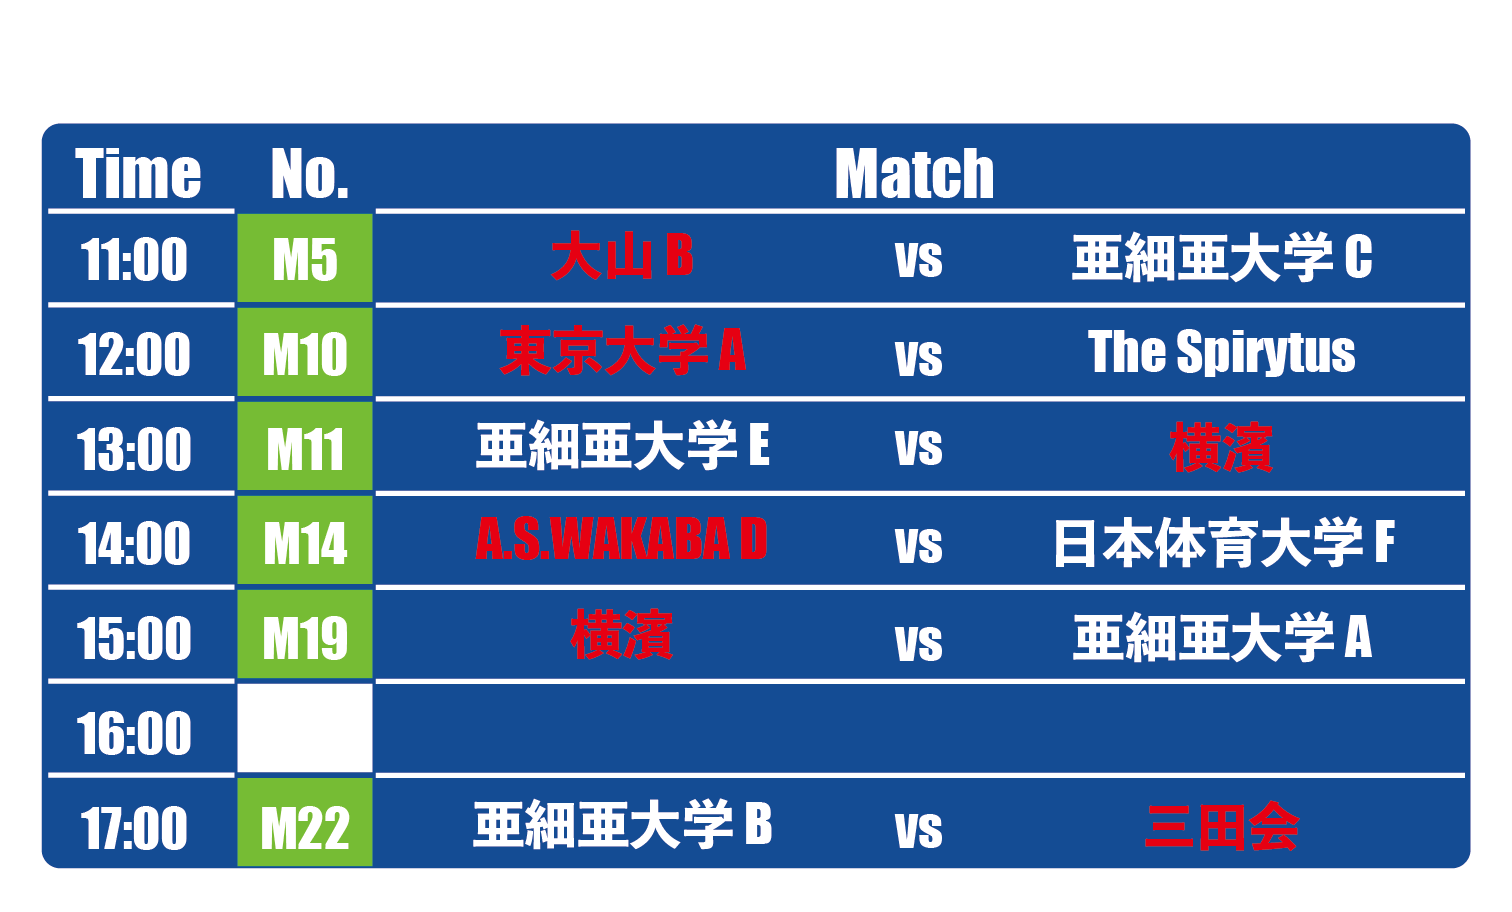 Time No. Match
11:00 M5 大山 B vs 亜細亜大学 C
12:00 M10 東京大学 A vs The Spirytus
13:00 M11 亜細亜大学 E vs 横濱
14:00 M14 A.S.WAKABA D vs 日本体育大学 F
15:00 M19 横濱 vs 亜細亜大学 A
16:00
17:00 M22 亜細亜大学 B vs 三田会